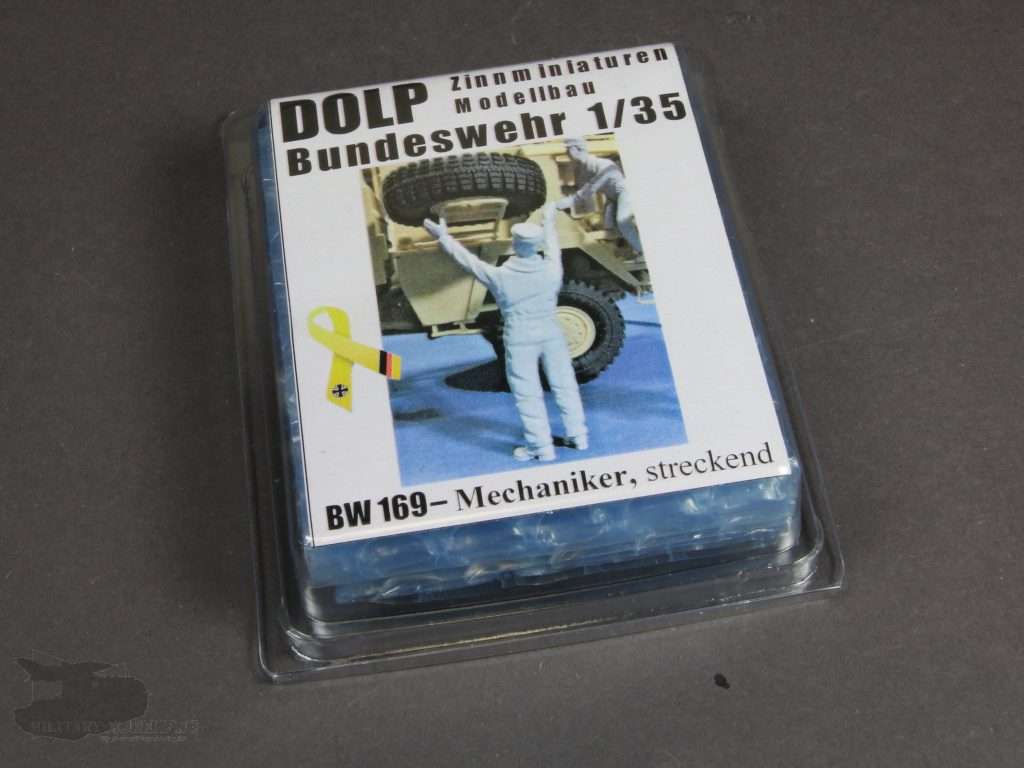 DOLP Zinnminiaturen
Modellbau
Bundeswehr 1/35
BW 169 – Mechaniker, streckend